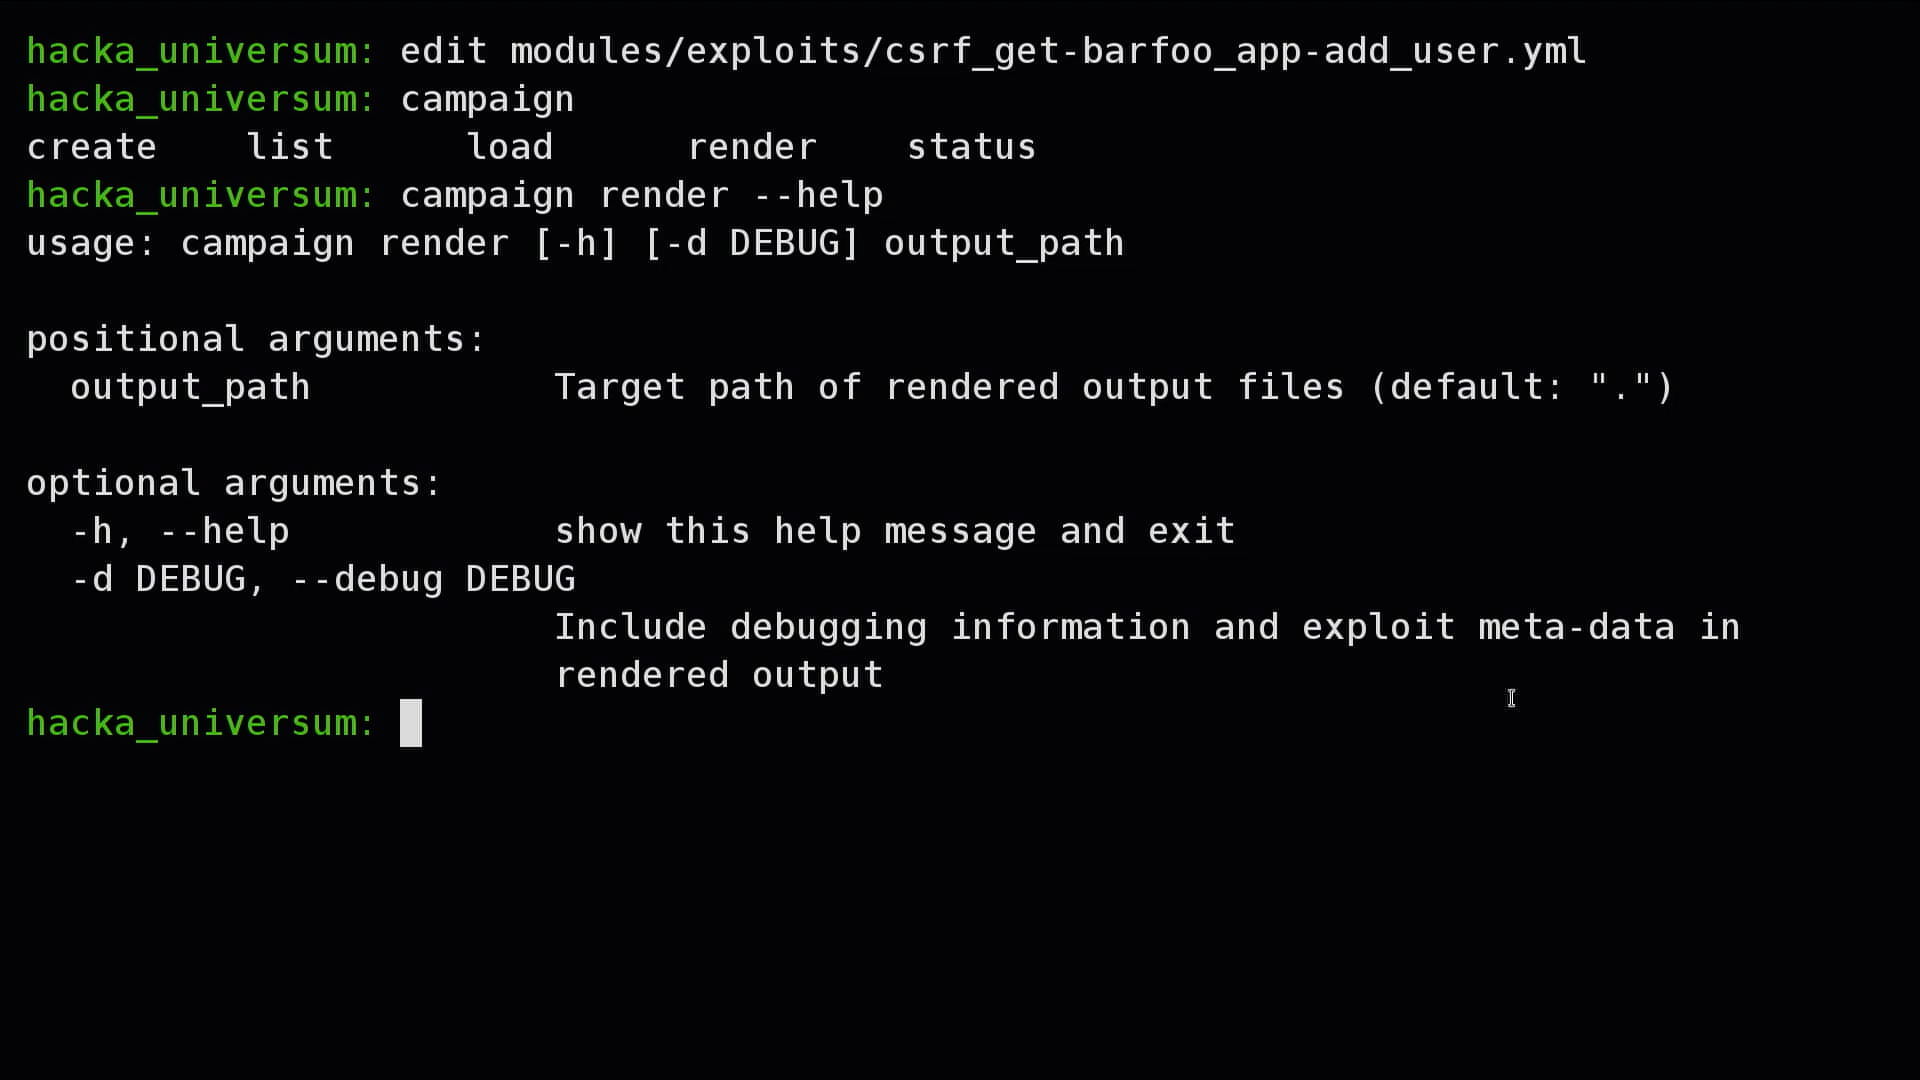 hacka_universum: edit modules/exploits/csrf_get-barfoo_app-add_user.yml
hacka_universum: campaign
create    list      load      render    status
hacka_universum: campaign render --help
usage: campaign render [-h] [-d DEBUG] output_path
positional arguments:
  output_path           Target path of rendered output files (default: ".")
optional arguments:
  -h, --help            show this help message and exit
  -d DEBUG, --debug DEBUG
                        Include debugging information and exploit meta-data in
                        rendered output
hacka_universum: